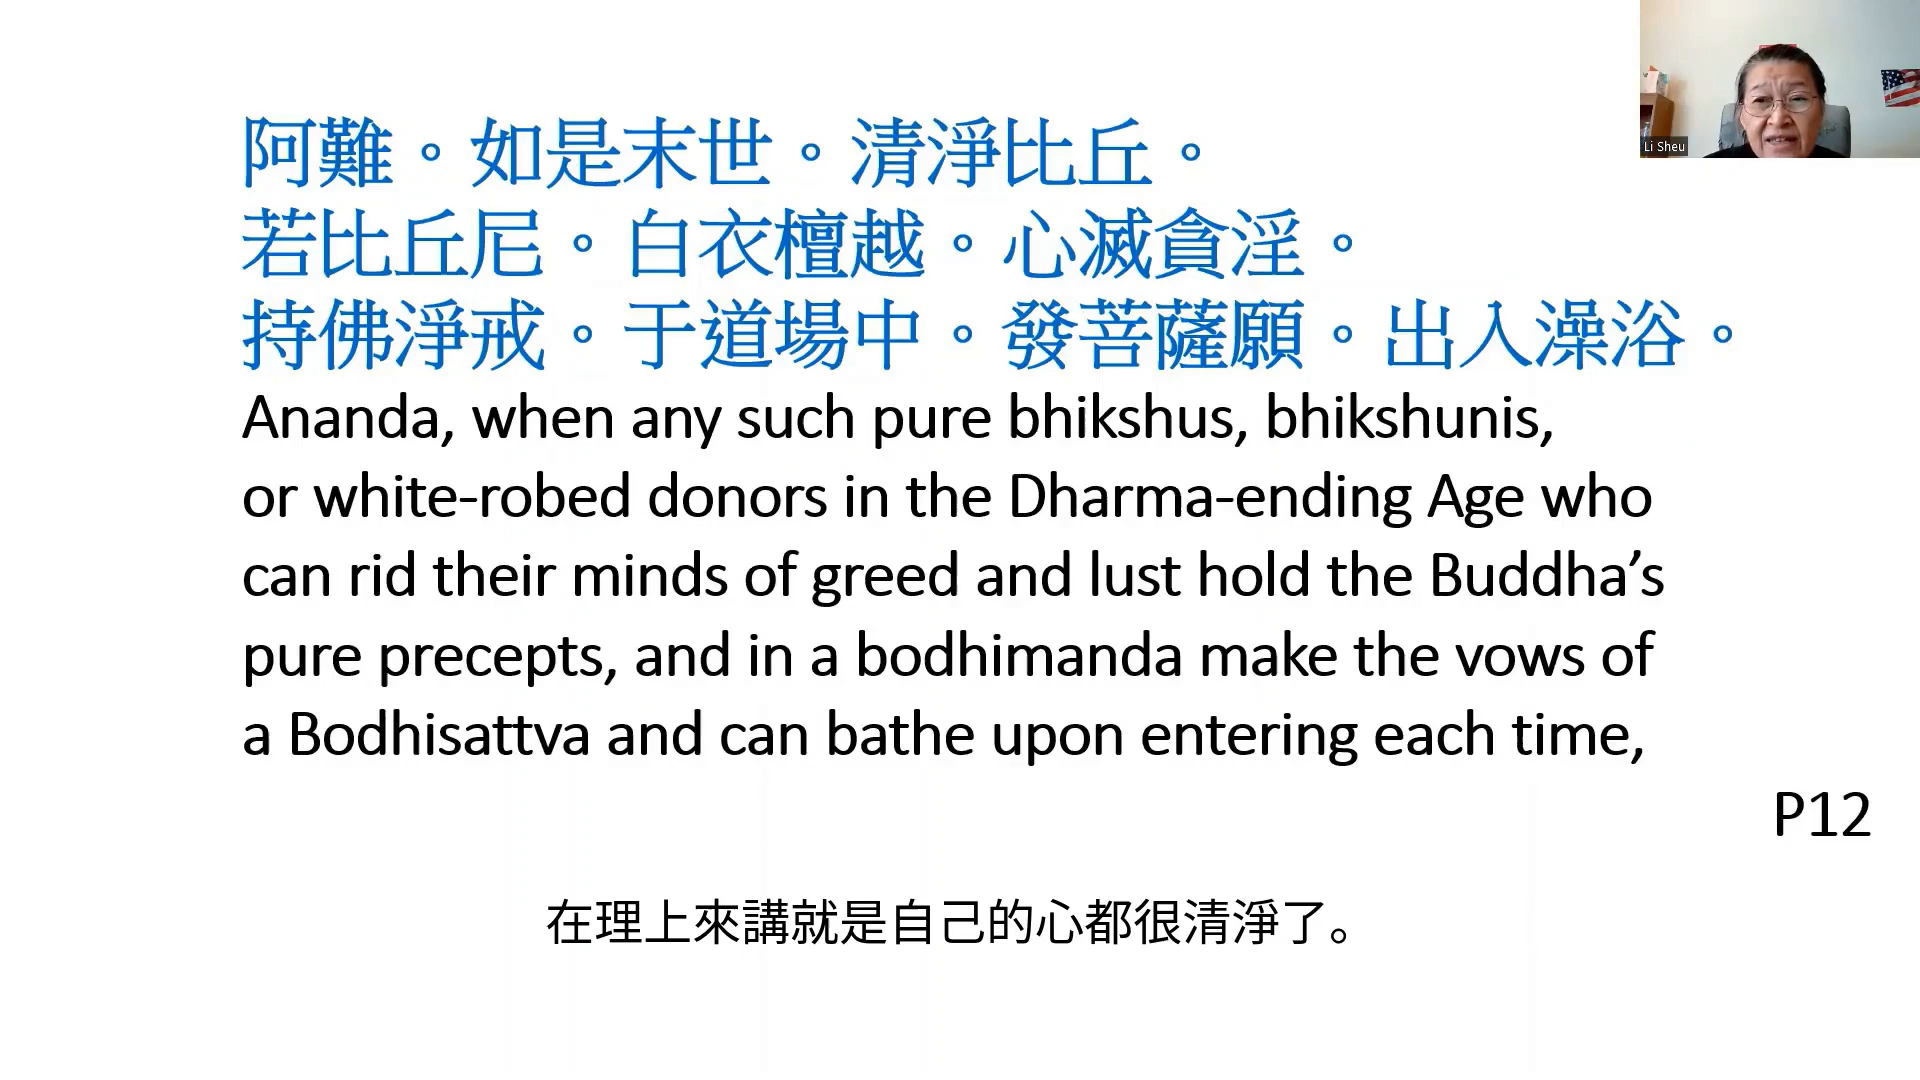 阿難。如是末世。清淨比丘。
若比丘尼。白衣檀越。心滅貪淫。
持佛淨戒。于道場中。發菩薩願。出入澡浴。
Ananda, when any such pure bhikshus, bhikshunis,
or white-robed donors in the Dharma-ending Age who
can rid their minds of greed and lust hold the Buddha’s
pure precepts, and in a bodhimanda make the vows of
a Bodhisattva and can bathe upon entering each time,
P12
在理上來講就是自己的心都很清淨了。
Li Sheu